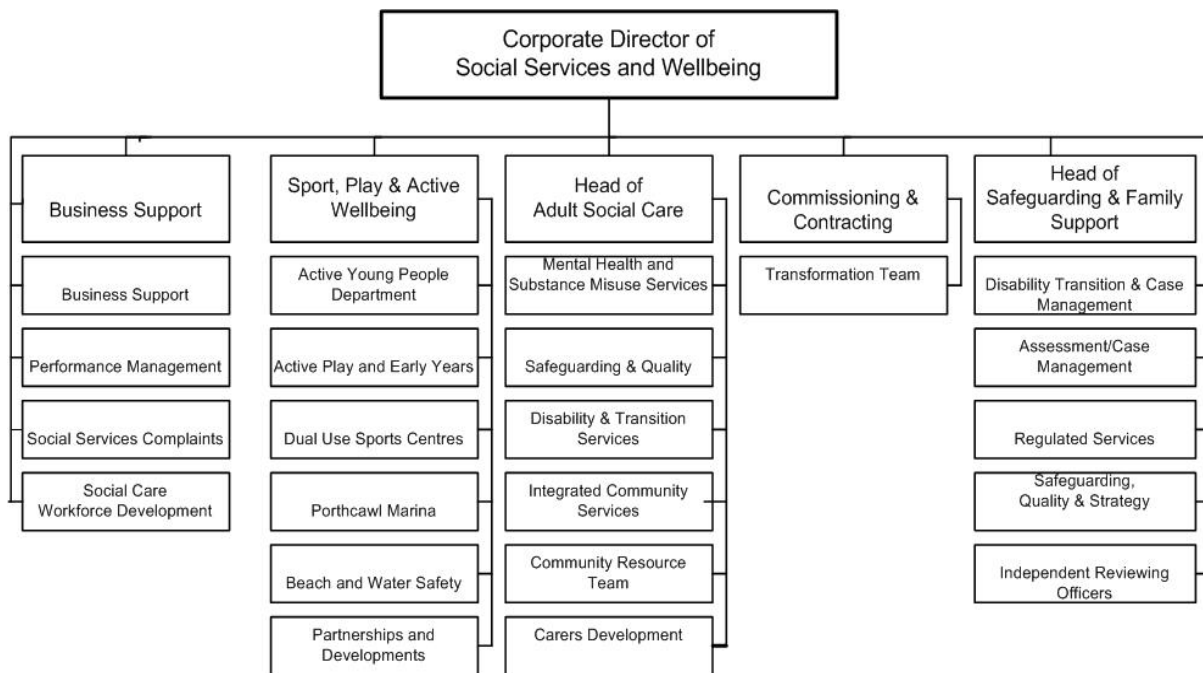 Corporate Director of
Social Services and Wellbeing
Business Support
Business Support
Performance Management
Social Services Complaints
Social Care
Workforce Development
Sport, Play & Active
Wellbeing
Active Young People
Department
Active Play and Early Years
Dual Use Sports Centres
Porthcawl Marina
Beach and Water Safety
Partnerships and
Developments
Head of
Adult Social Care
Mental Health and
Substance Misuse Services
Safeguarding & Quality
Disability & Transition
Services
Integrated Community
Services
Community Resource
Team
Carers Development
Commissioning &
Contracting
Transformation Team
Head of
Safeguarding & Family
Support
Disability Transition & Case
Management
Assessment/Case
Management
Regulated Services
Safeguarding,
Quality & Strategy
Independent Reviewing
Officers